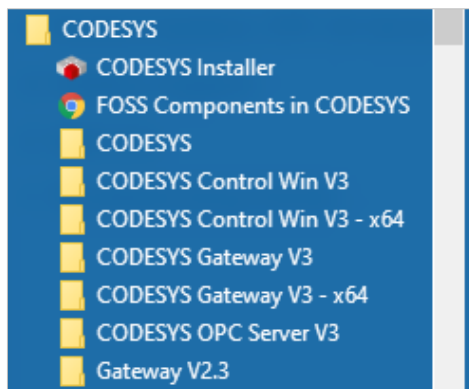 CODESYS
CODESYS Installer
FOSS Components in CODESYS
CODESYS
CODESYS Control Win V3
CODESYS Control Win V3 - x64
CODESYS Gateway V3
CODESYS Gateway V3 - x64
CODESYS OPC Server V3
Gateway V2.3